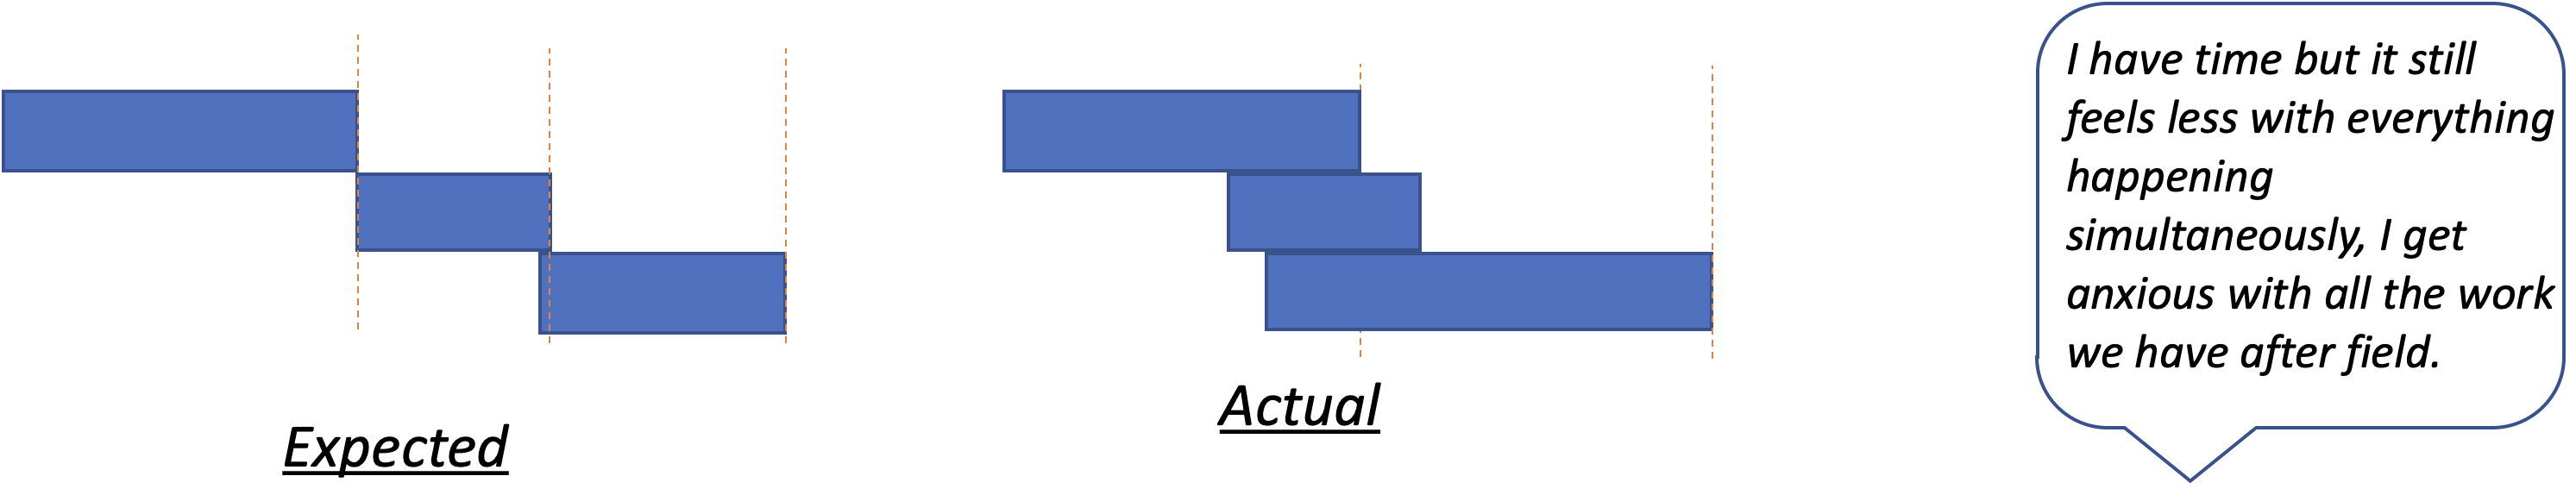 Expected
Actual
I have time but it still
feels less with everything
happening
simultaneously, I get
anxious with all the work
we have after field.